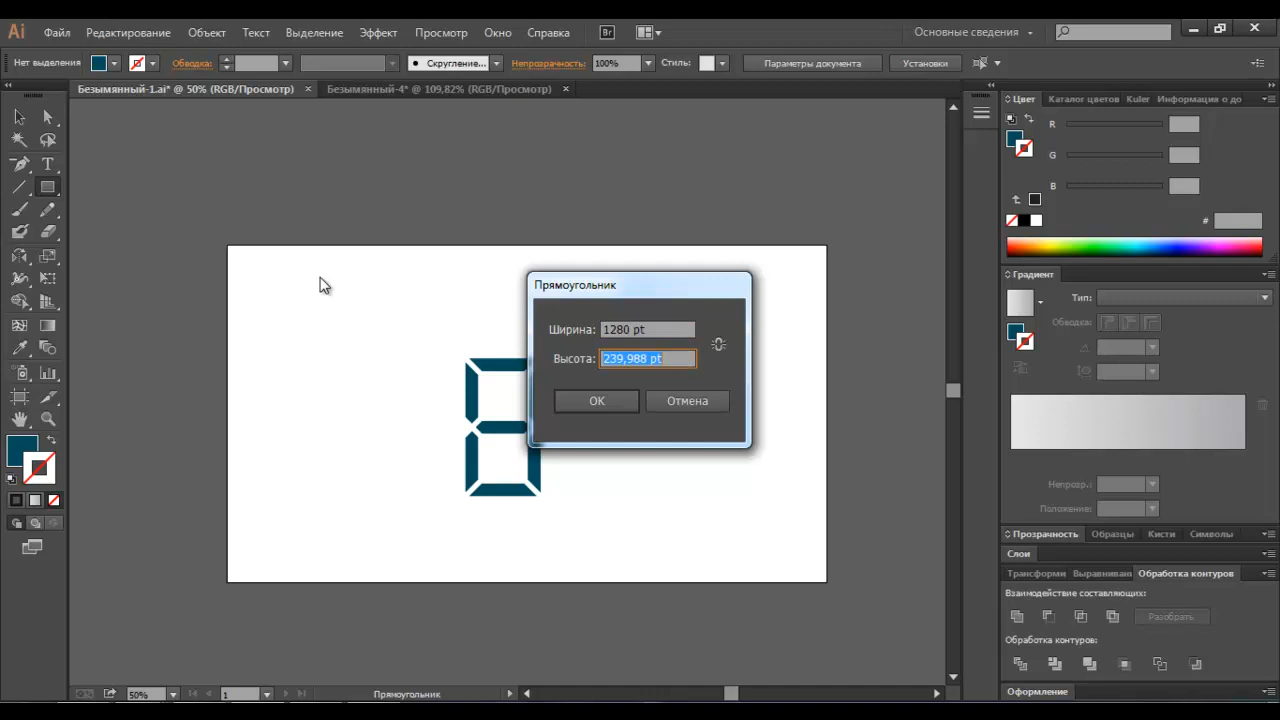 Ai Файл Редактирование Объект Текст Выделение Эффект Просмотр Окно Справка Br Основные сведения
Нет выделения Обводка: Скругление... Непрозрачность: 100% Стиль: Параметры документа Установки
Безымянный-1.ai* @ 50% (RGB/Просмотр) × Безымянный-4* @ 109,82% (RGB/Просмотр) ×
Цвет Каталог цветов Kuler Информация о до
R
G
B
#
Градиент
Тип:
Обводка:
Непрозр.:
Положение:
Прозрачность Образцы Кисти Символы
Слои
Трансформи Выравниван Обработка контуров
Взаимодействие составляющих:
Разобрать
Обработка контуров:
Оформление
Прямоугольник
Ширина: 1280 pt
Высота: 239,988 pt
OK Отмена
T
50% 1 Прямоугольник